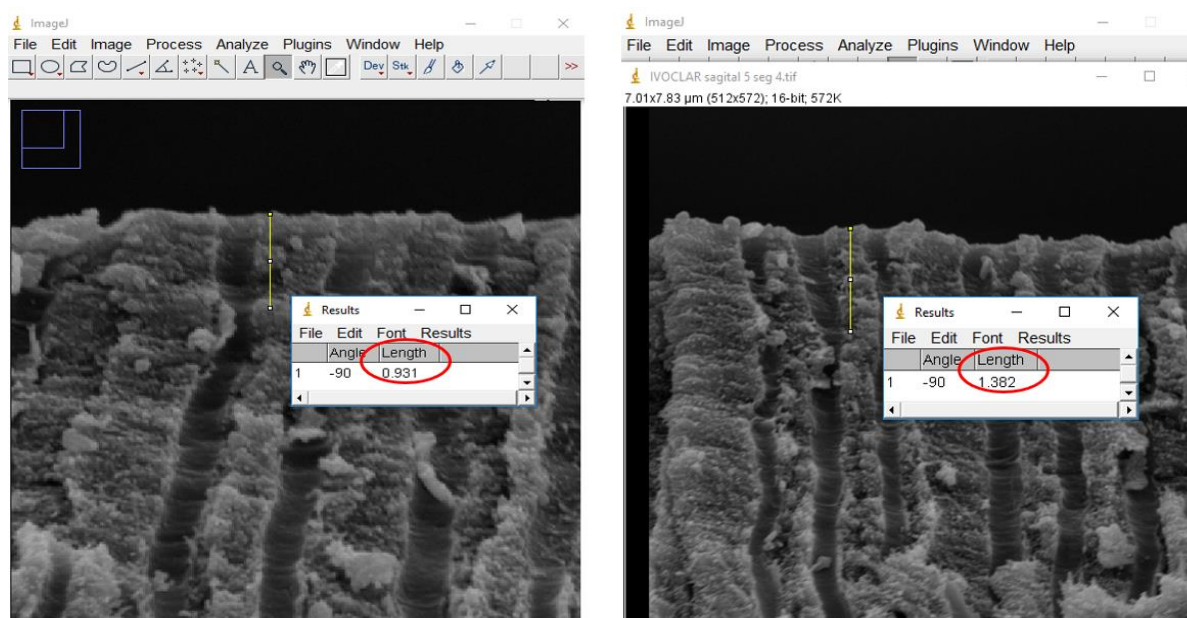 ImageJ
File Edit Image Process Analyze Plugins Window Help
A Dev Stk >>
Results
File Edit Font Results
Angle Length
1 -90 0.931
ImageJ
File Edit Image Process Analyze Plugins Window Help
IVOCLAR sagital 5 seg 4.tif
7.01x7.83 µm (512x572); 16-bit; 572K
Results
File Edit Font Results
Angle Length
1 -90 1.382